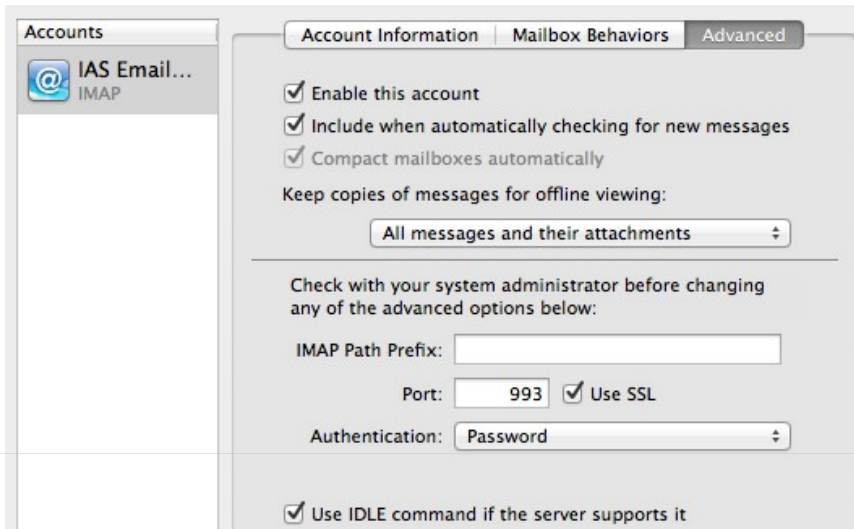 Accounts
IAS Email...
IMAP
Account Information
Mailbox Behaviors
Advanced
Enable this account
Include when automatically checking for new messages
Compact mailboxes automatically
Keep copies of messages for offline viewing:
All messages and their attachments
Check with your system administrator before changing
any of the advanced options below:
IMAP Path Prefix:
Port: 993 Use SSL
Authentication: Password
Use IDLE command if the server supports it